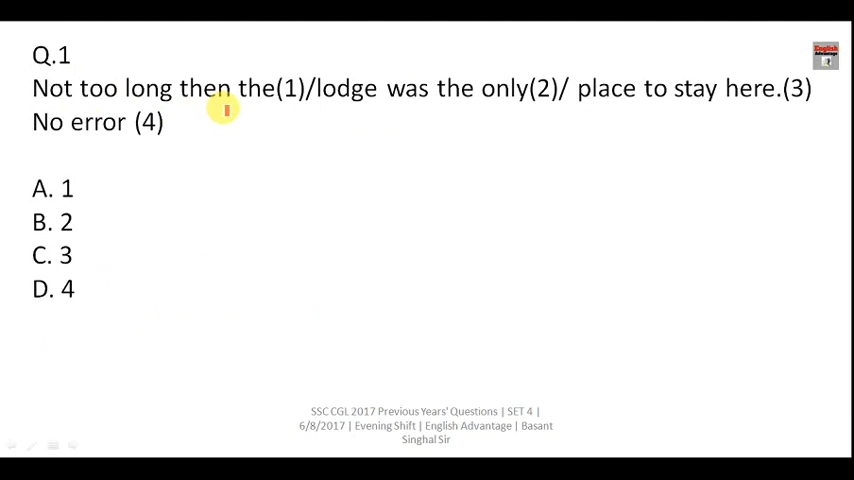 Q.1
English
Advantage
Not too long then the(1)/lodge was the only(2)/ place to stay here.(3)
No error (4)
A. 1
B. 2
C. 3
D. 4
SSC CGL 2017 Previous Years' Questions | SET 4 |
6/8/2017 | Evening Shift | English Advantage | Basant
Singhal Sir